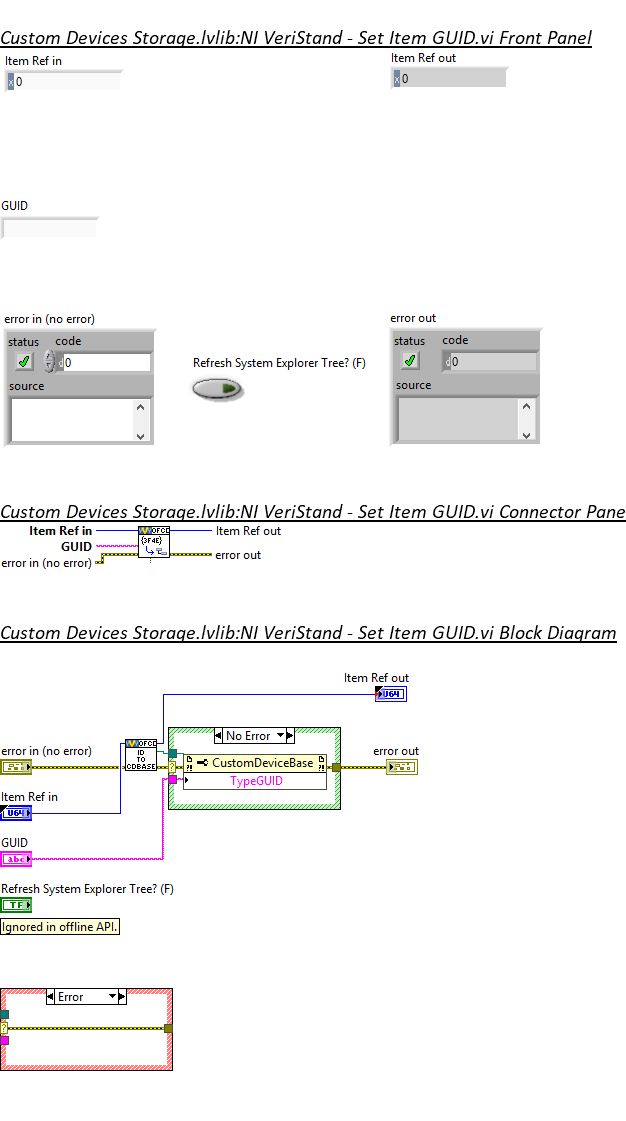 Custom Devices Storage.lvlib:NI VeriStand - Set Item GUID.vi Front Panel
Item Ref in
Item Ref out
x 0
x 0
GUID
error in (no error)
error out
status code
status code
d 0
d 0
Refresh System Explorer Tree? (F)
source
source
Custom Devices Storage.lvlib:NI VeriStand - Set Item GUID.vi Connector Pane
Item Ref in
OFCE
Item Ref out
GUID
{3F4E}
error in (no error)
error out
Custom Devices Storage.lvlib:NI VeriStand - Set Item GUID.vi Block Diagram
Item Ref out
U64
No Error
error in (no error)
OFCE
ID
TO
CDBASE
error out
CustomDeviceBase
?!
?!
?
TypeGUID
Item Ref in
U64
GUID
abc
Refresh System Explorer Tree? (F)
TF
Ignored in offline API.
Error
?